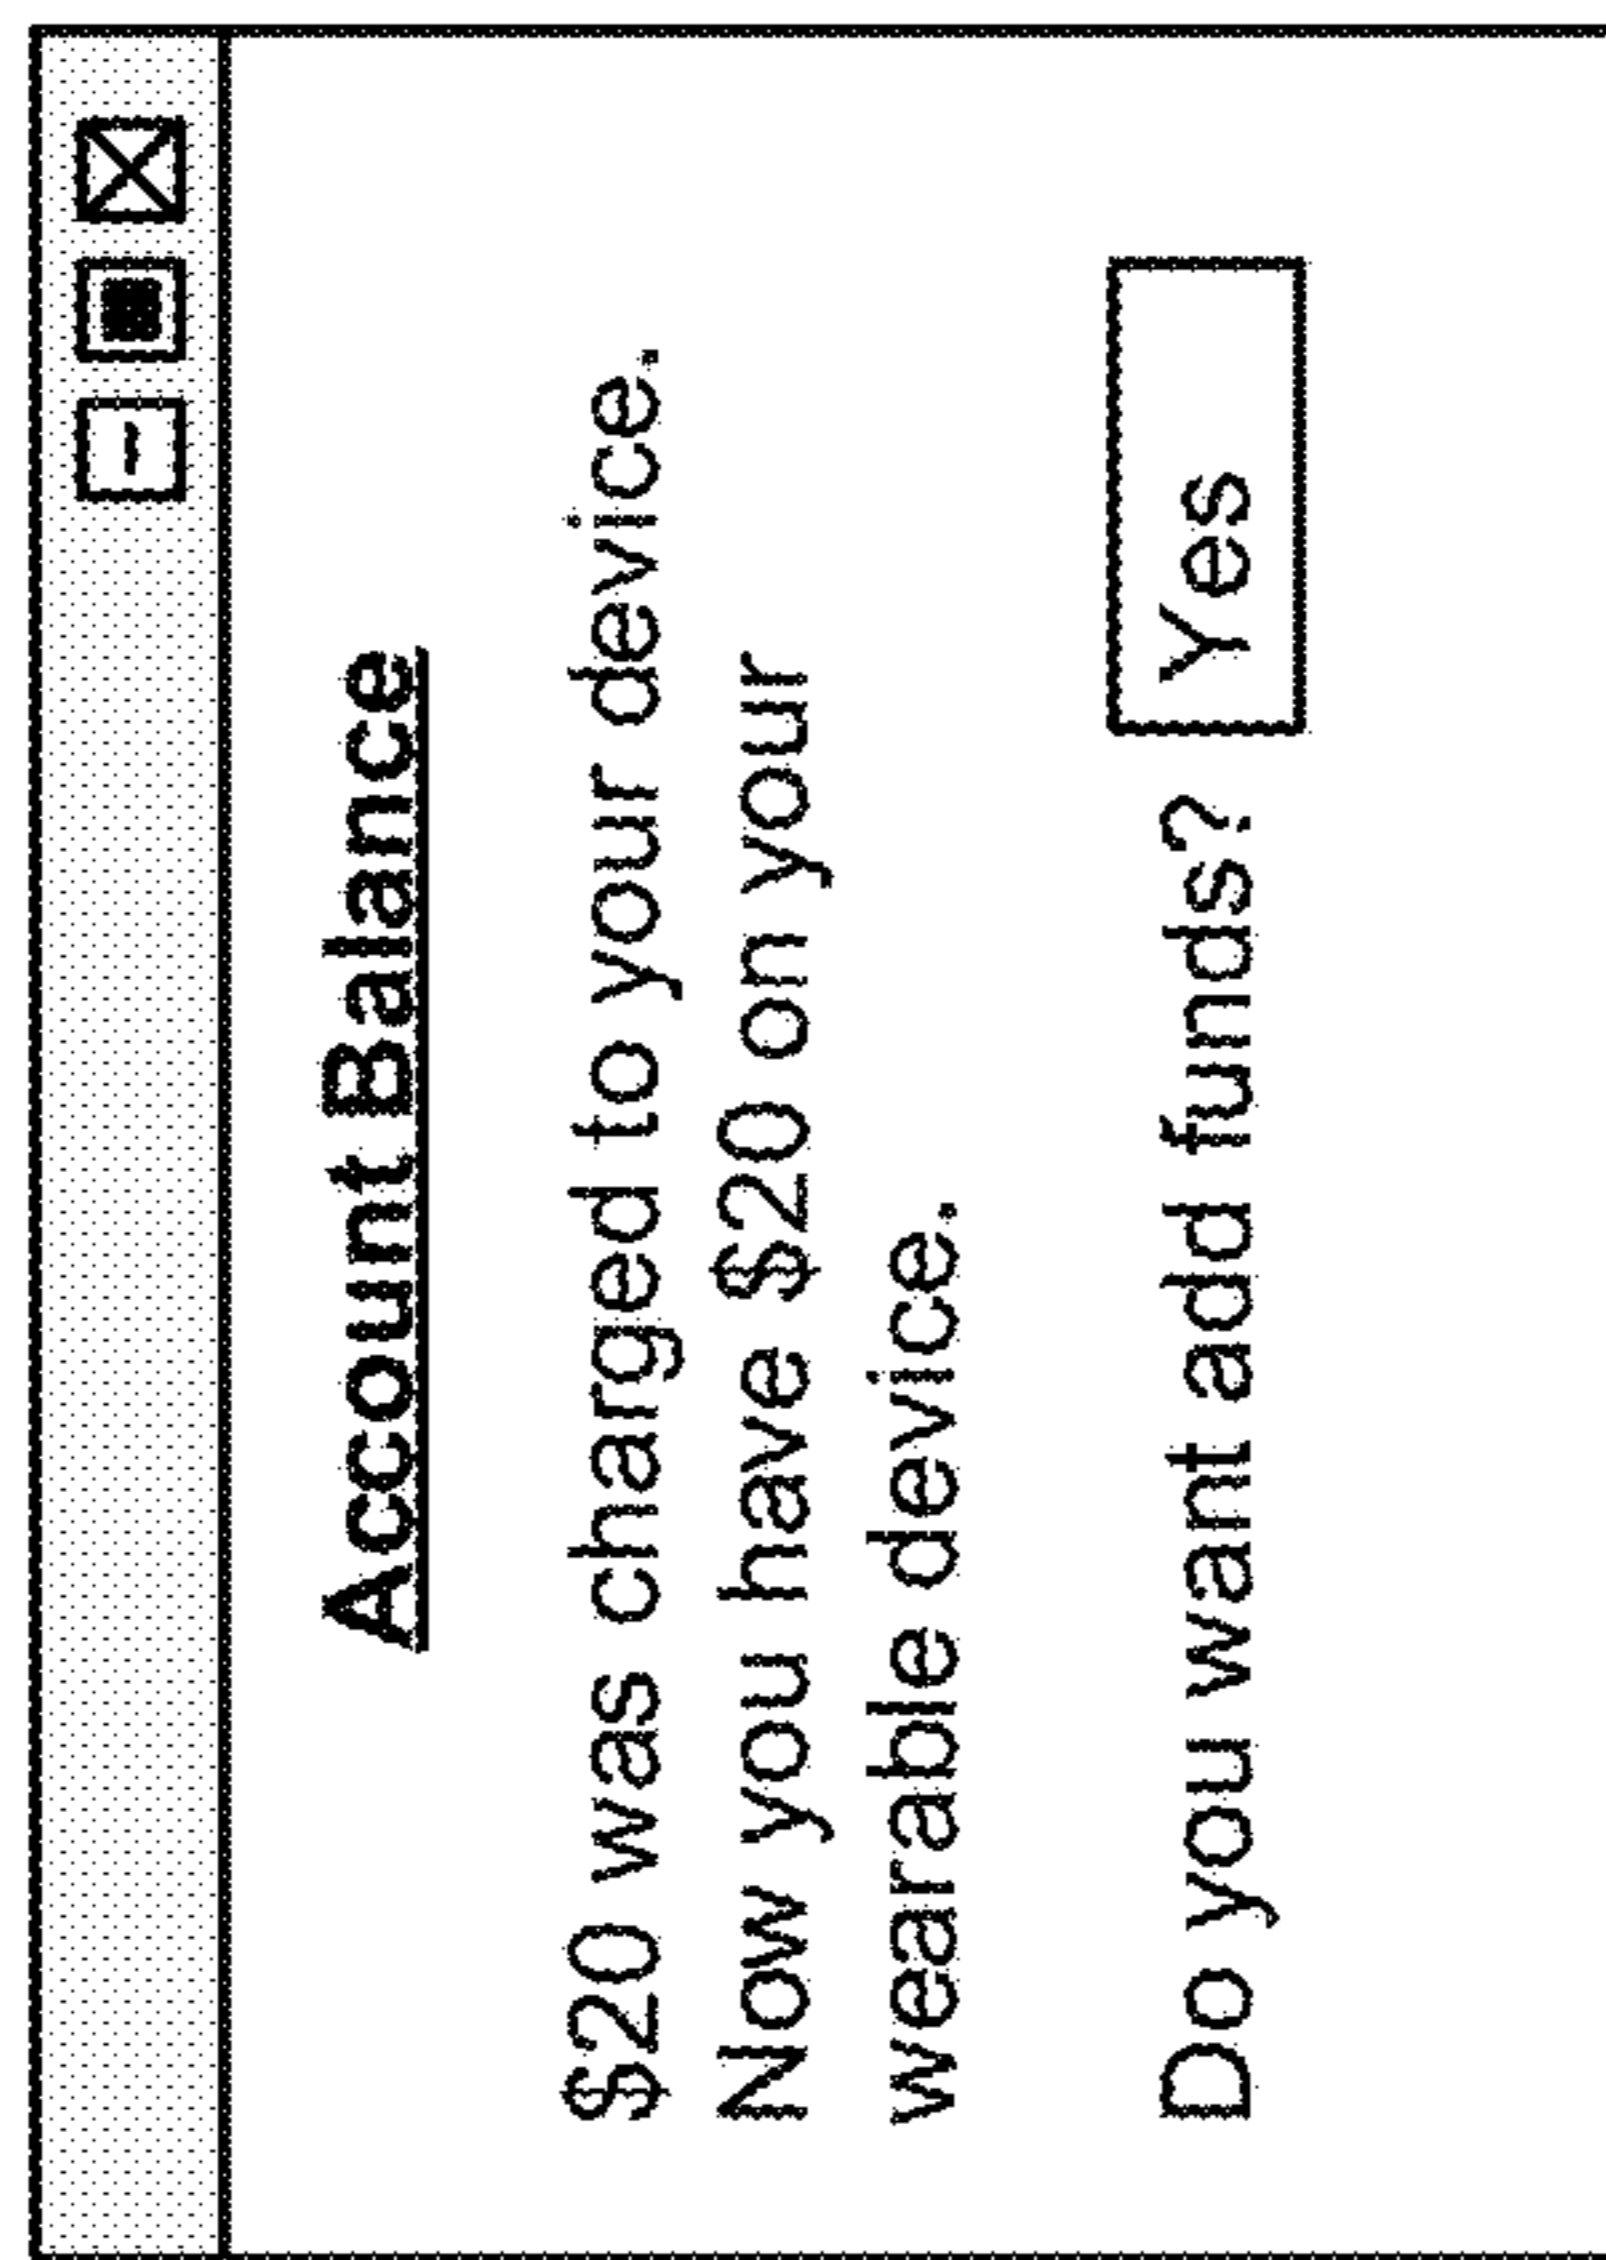 Account Balance
$20 was charged to your device.
Now you have $20 on your
wearable device.
Do you want add funds? Yes